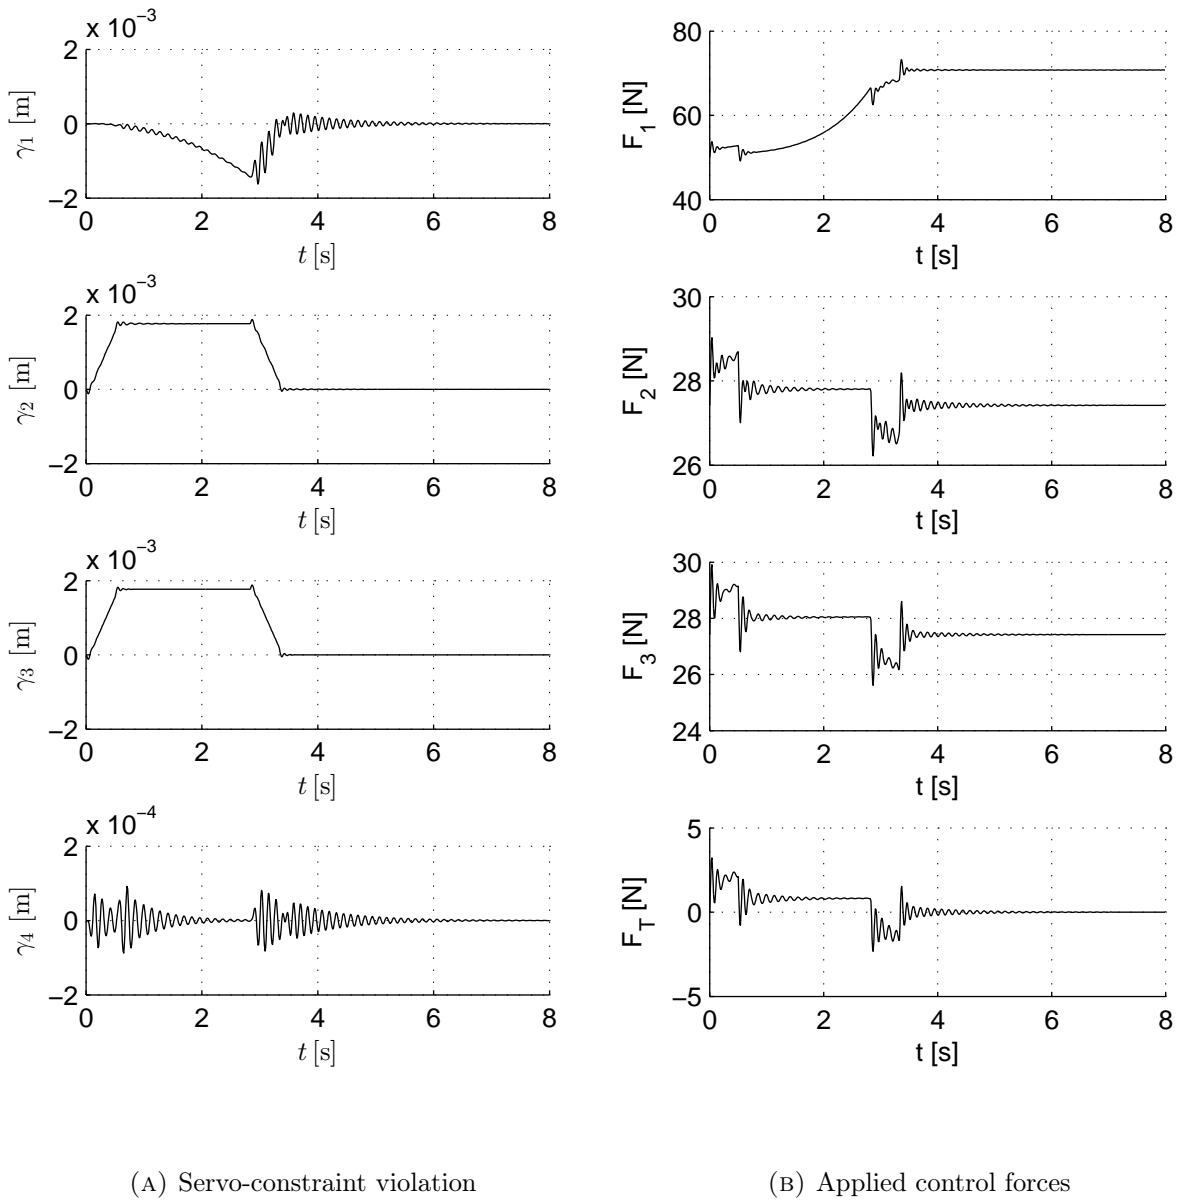 x 10−3
2
0
−2
γ1 [m]
0 2 4 6 8
t [s]
x 10−3
2
0
−2
γ2 [m]
0 2 4 6 8
t [s]
x 10−3
2
0
−2
γ3 [m]
0 2 4 6 8
t [s]
x 10−4
2
0
−2
γ4 [m]
0 2 4 6 8
t [s]
(A) Servo-constraint violation
80
60
40
F1 [N]
0 2 4 6 8
t [s]
30
28
26
F2 [N]
0 2 4 6 8
t [s]
30
28
26
24
F3 [N]
0 2 4 6 8
t [s]
5
0
−5
FT [N]
0 2 4 6 8
t [s]
(B) Applied control forces